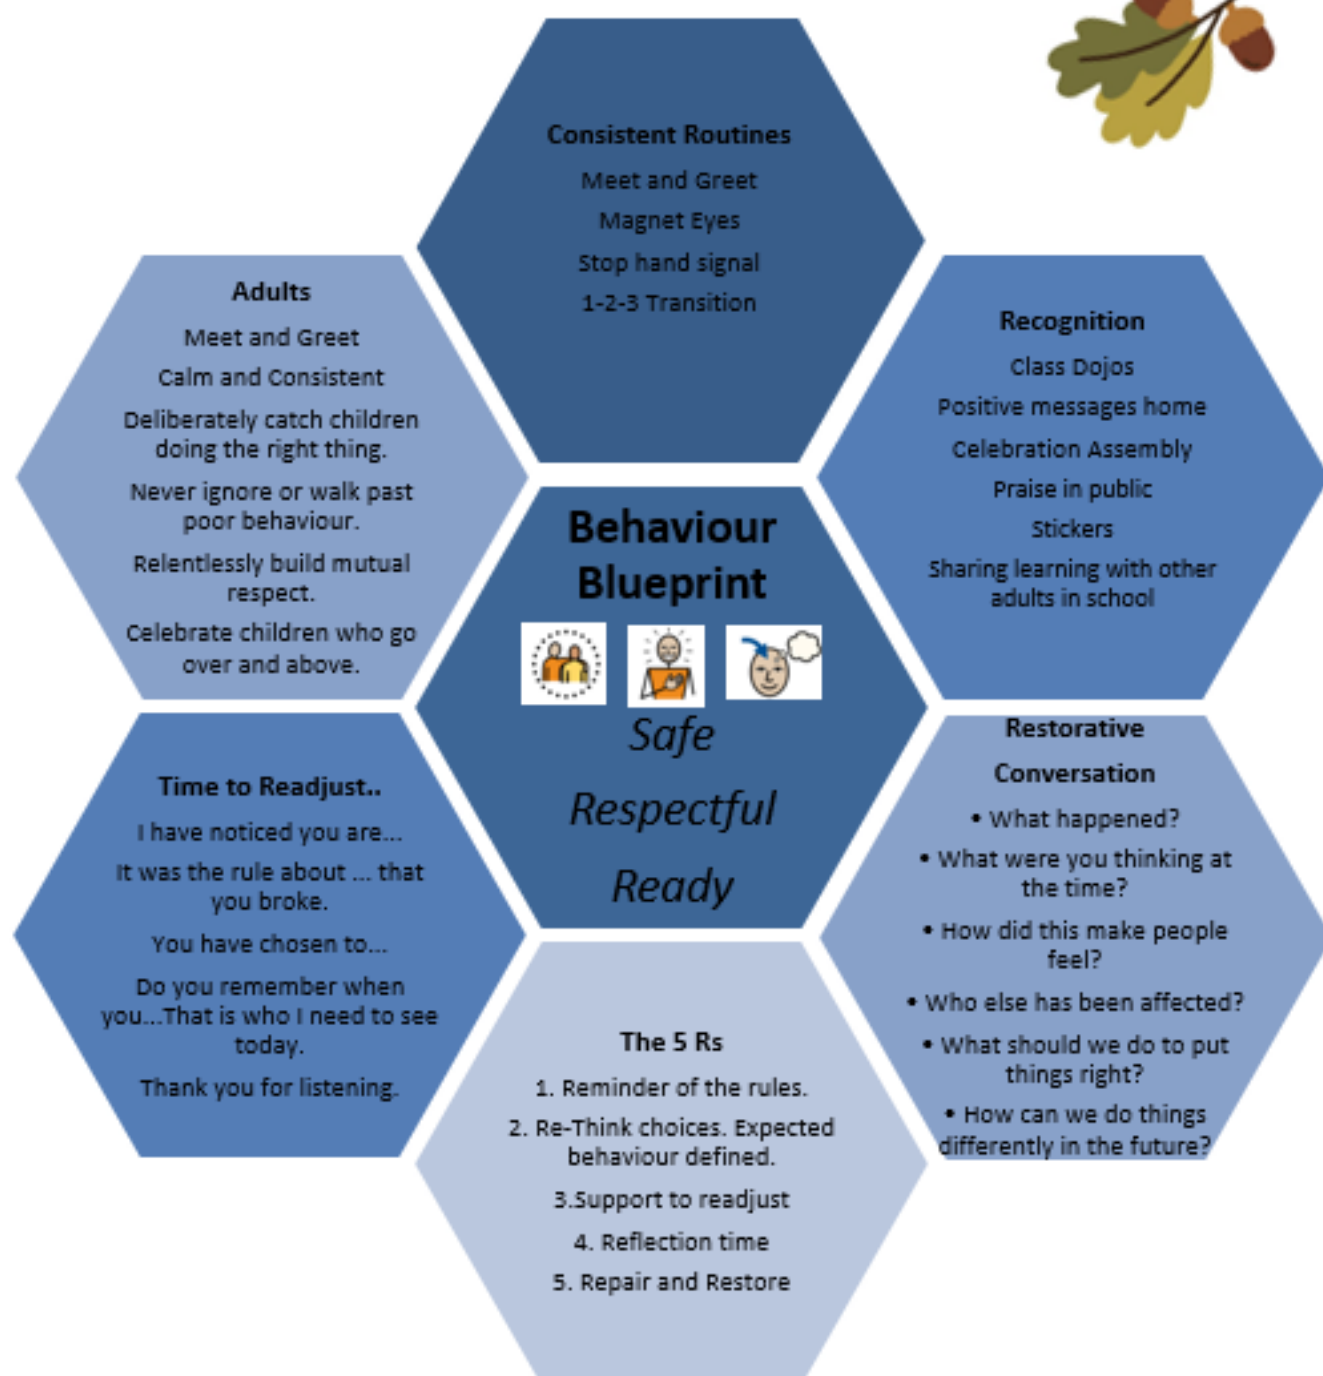 Consistent Routines
Meet and Greet
Magnet Eyes
Stop hand signal
1-2-3 Transition
Adults
Meet and Greet
Calm and Consistent
Deliberately catch children
doing the right thing.
Never ignore or walk past
poor behaviour.
Relentlessly build mutual
respect.
Celebrate children who go
over and above.
Recognition
Class Dojos
Positive messages home
Celebration Assembly
Praise in public
Stickers
Sharing learning with other
adults in school
Behaviour
Blueprint
Safe
Respectful
Ready
Time to Readjust..
I have noticed you are...
It was the rule about ... that
you broke.
You have chosen to...
Do you remember when
you...That is who I need to see
today.
Thank you for listening.
Restorative
Conversation
• What happened?
• What were you thinking at
the time?
• How did this make people
feel?
• Who else has been affected?
• What should we do to put
things right?
• How can we do things
differently in the future?
The 5 Rs
1. Reminder of the rules.
2. Re-Think choices. Expected
behaviour defined.
3.Support to readjust
4. Reflection time
5. Repair and Restore